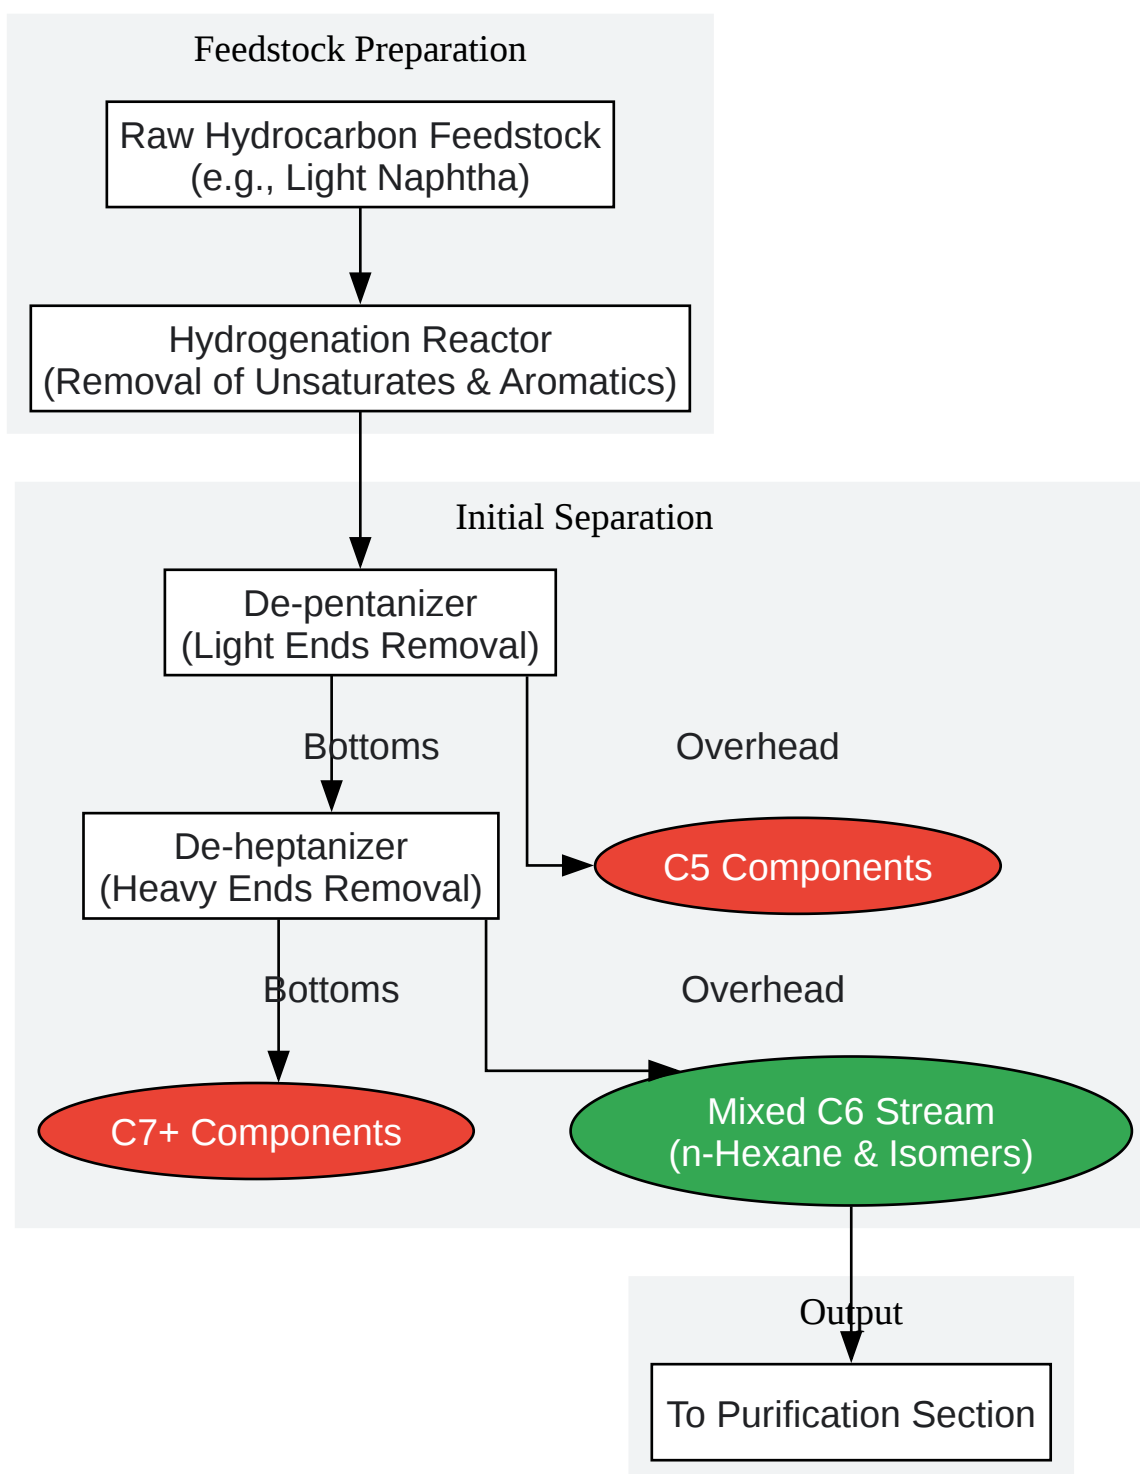 Feedstock Preparation
Raw Hydrocarbon Feedstock
(e.g., Light Naphtha)
Hydrogenation Reactor
(Removal of Unsaturates & Aromatics)
Initial Separation
De-pentanizer
(Light Ends Removal)
Bottoms
Overhead
De-heptanizer
(Heavy Ends Removal)
C5 Components
Bottoms
Overhead
C7+ Components
Mixed C6 Stream
(n-Hexane & Isomers)
Output
To Purification Section